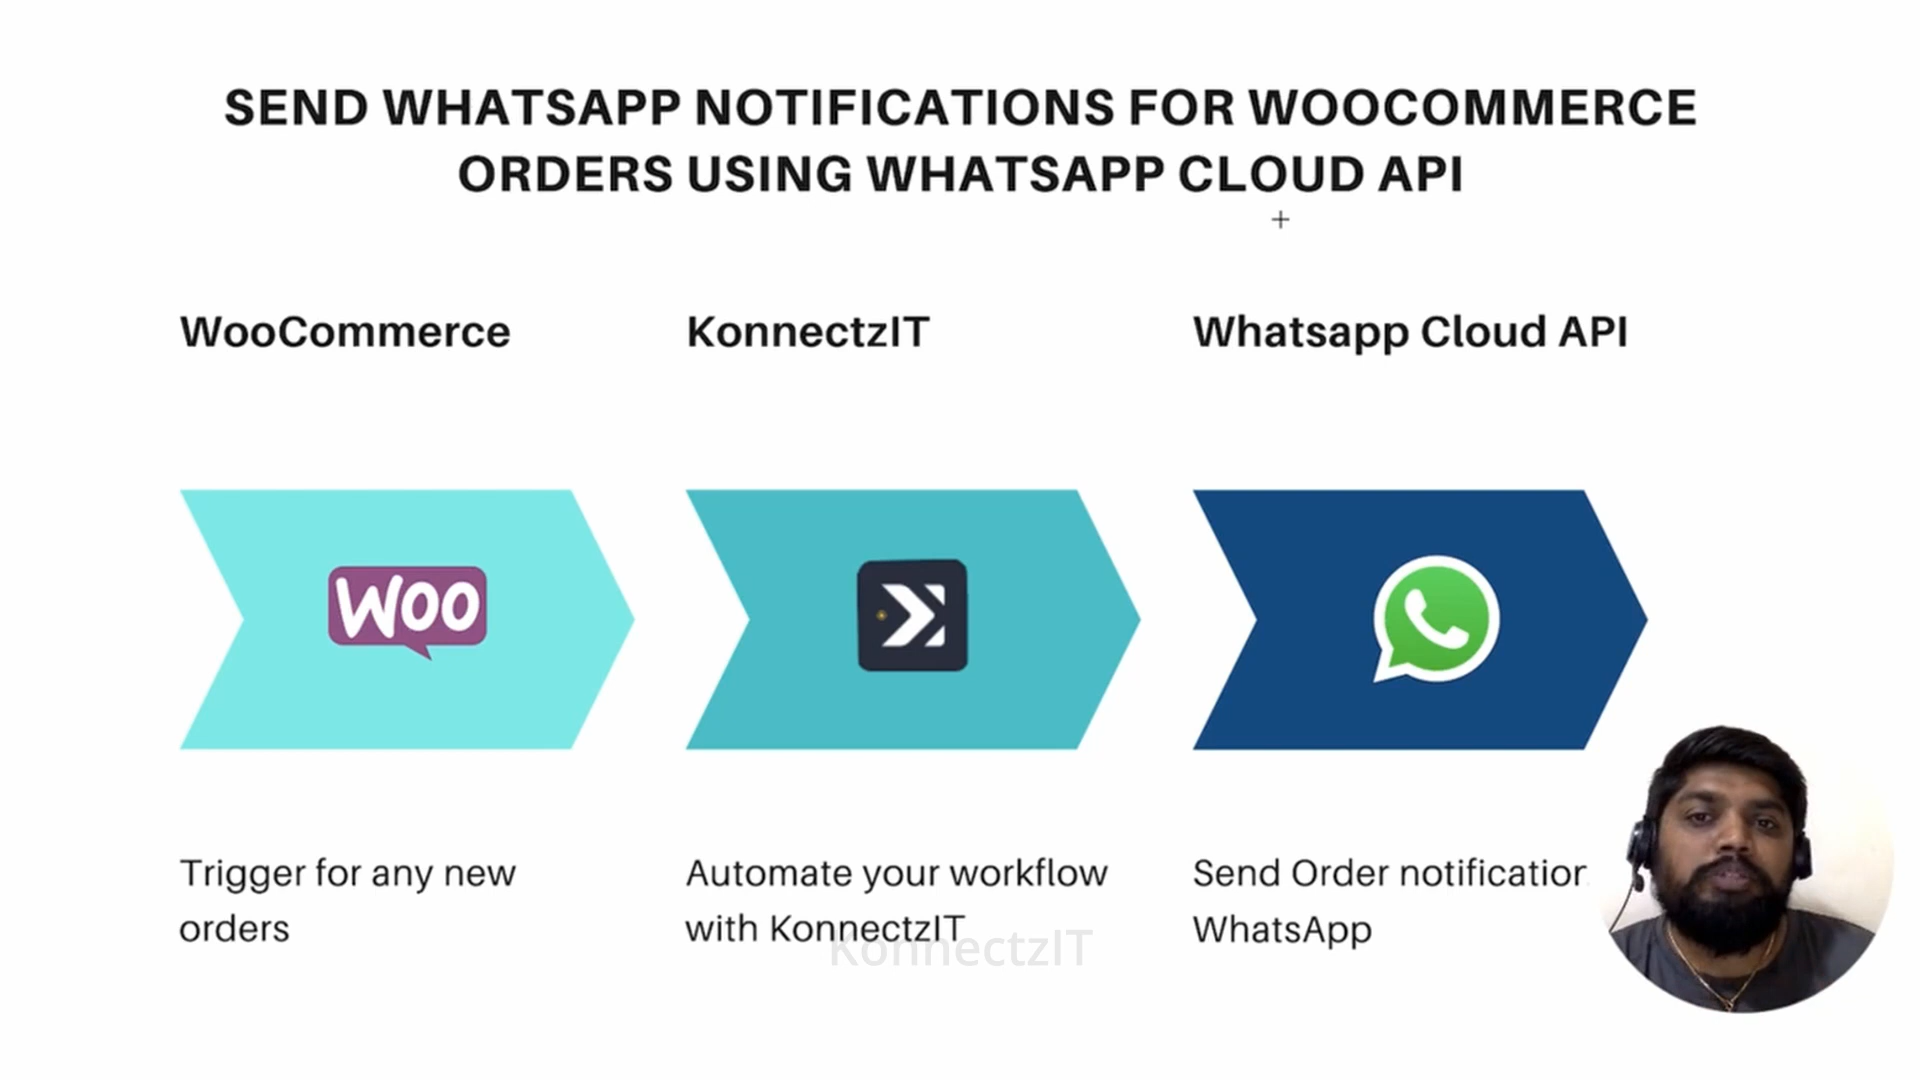 SEND WHATSAPP NOTIFICATIONS FOR WOOCOMMERCE
ORDERS USING WHATSAPP CLOUD API
WooCommerce
KonnectzIT
Whatsapp Cloud API
Woo
Trigger for any new
orders
Automate your workflow
with KonnectzIT
Send Order notification
WhatsApp
KonnectzIT